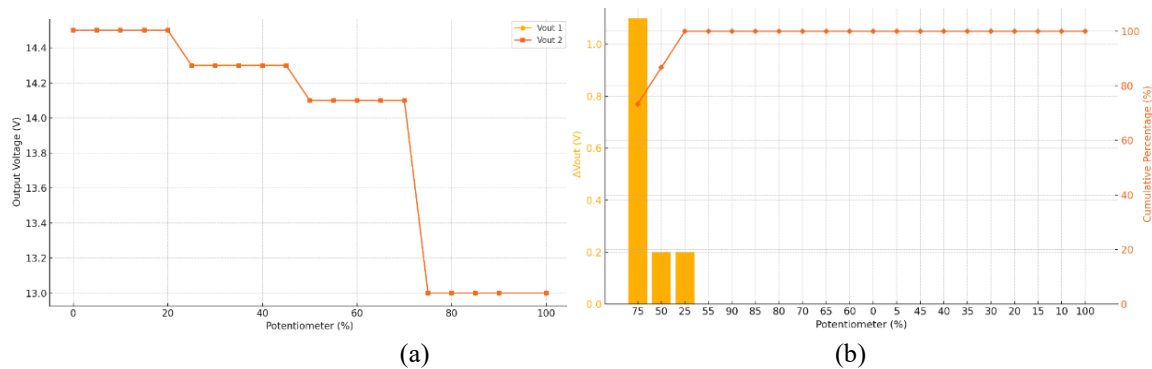 Vout 1
Vout 2
Output Voltage (V)
14.4
14.2
14.0
13.8
13.6
13.4
13.2
13.0
0 20 40 60 80 100
Potentiometer (%)
(a)
ΔVout (V)
1.0
0.8
0.6
0.4
0.2
0.0
75 50 25 55 90 85 80 70 65 60 0 5 45 40 35 30 20 15 10 100
Potentiometer (%)
100
80
60
40
20
0
Cumulative Percentage (%)
(b)